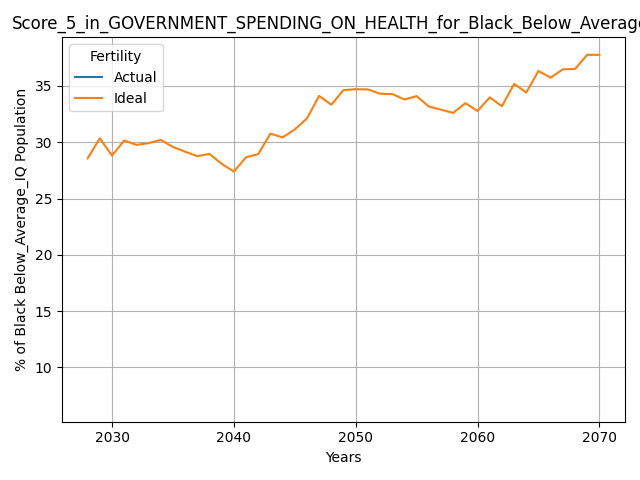 Score_5_in_GOVERNMENT_SPENDING_ON_HEALTH_for_Black_Below_Average
Fertility
Actual
Ideal
35
30
25
20
15
10
% of Black Below_Average_IQ Population
2030 2040 2050 2060 2070
Years